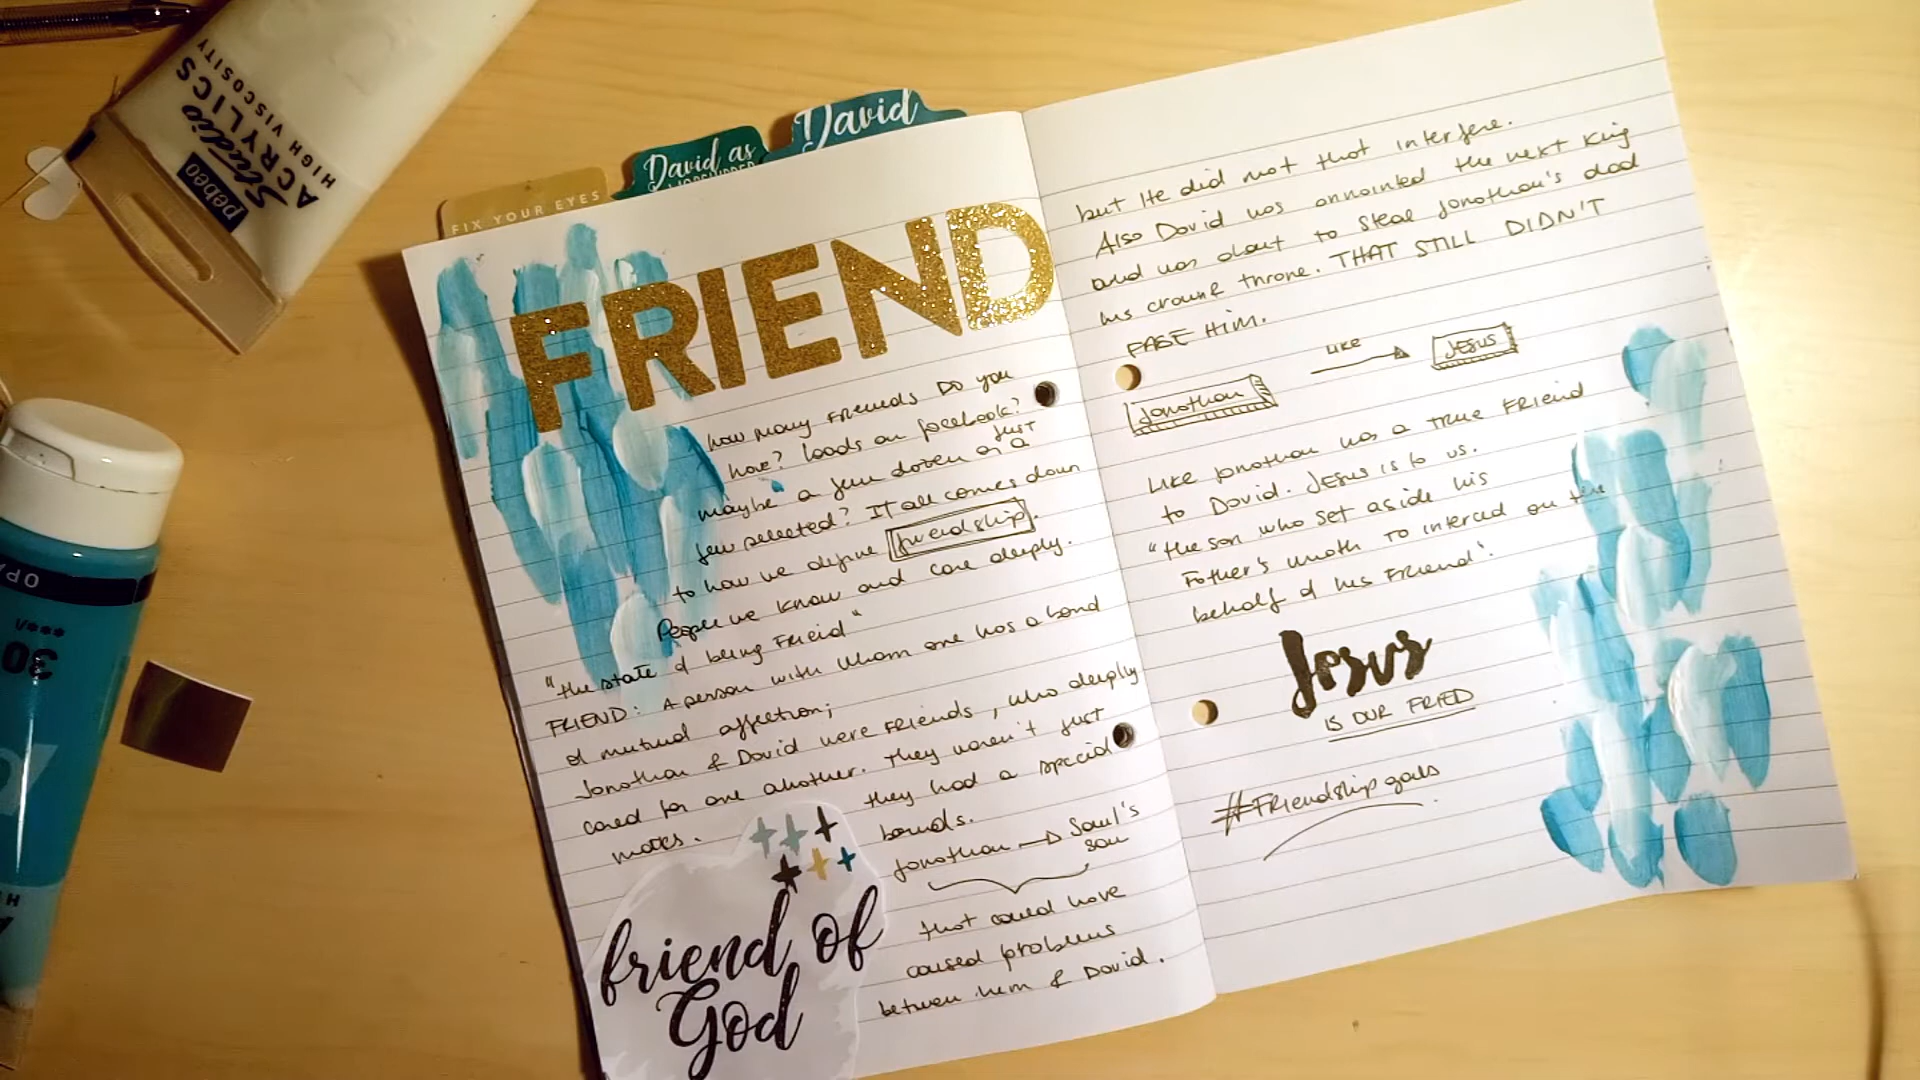 pebeo
Studio
ACRYLICS
HIGH VISCOSITY
30
FIX YOUR EYES
David as
David
FRIEND
how many Friends Do you
have? loads on facebook?
just
maybe a few dozen or a
few selected? It all comes down
to how we define friendship.
People we know and care deeply.
"the state of being Frieid"
FRIEND: A person with whom one has a bond
of mutual affection;
Jonathan & David were Friends, who deeply
cared for one another. They weren't just
mates.
they had a special
bounds.
Jonathan → Saul's
son
that could have
caused problems
between him & David.
friend of
God
but He did not that interfere.
Also David was annointed the next King
and was about to steal Jonathan's dad
his crown & throne. THAT STILL DIDN'T
FASE HIM.
Jonathan
LIKE
JESUS
LIKE Jonathan was a TRUE FRIEND
to David. JESUS is to us.
"the son who set aside his
Father's wrath to interced on the
behalf of his Friend".
Jesus
IS OUR FRIED
#Friendship goals